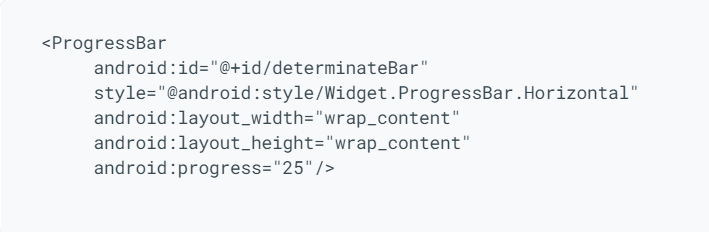 <ProgressBar
android:id="@+id/determinateBar"
style="@android:style/Widget.ProgressBar.Horizontal"
android:layout_width="wrap_content"
android:layout_height="wrap_content"
android:progress="25"/>